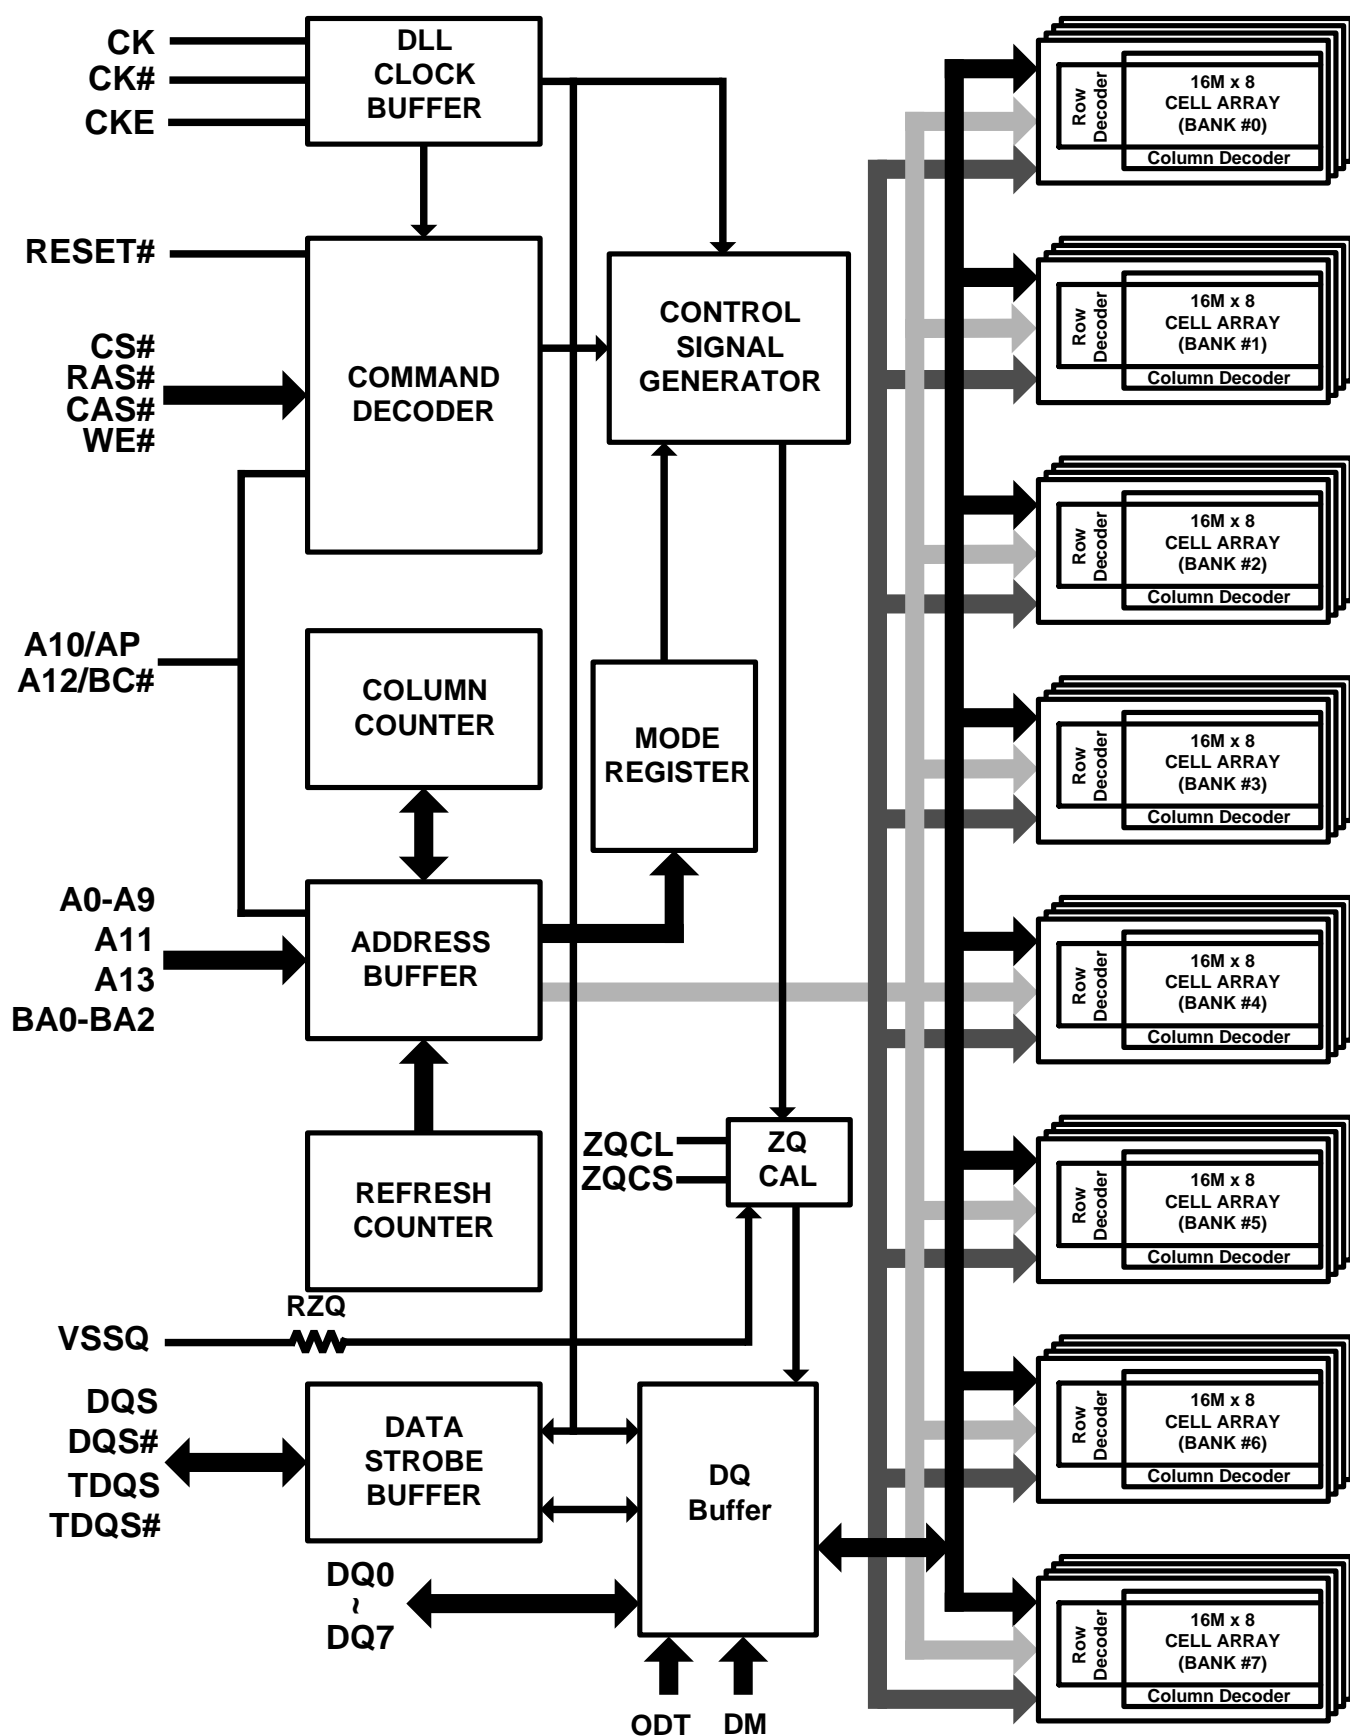 CK
CK#
CKE
DLL
CLOCK
BUFFER
RESET#
CS#
RAS#
CAS#
WE#
COMMAND
DECODER
CONTROL
SIGNAL
GENERATOR
A10/AP
A12/BC#
COLUMN
COUNTER
MODE
REGISTER
A0-A9
A11
A13
BA0-BA2
ADDRESS
BUFFER
REFRESH
COUNTER
ZQCL
ZQCS
ZQ
CAL
RZQ
VSSQ
DQS
DQS#
TDQS
TDQS#
DATA
STROBE
BUFFER
DQ
Buffer
DQ0
~
DQ7
ODT
DM
Row
Decoder
16M x 8
CELL ARRAY
(BANK #0)
Column Decoder
Row
Decoder
16M x 8
CELL ARRAY
(BANK #1)
Column Decoder
Row
Decoder
16M x 8
CELL ARRAY
(BANK #2)
Column Decoder
Row
Decoder
16M x 8
CELL ARRAY
(BANK #3)
Column Decoder
Row
Decoder
16M x 8
CELL ARRAY
(BANK #4)
Column Decoder
Row
Decoder
16M x 8
CELL ARRAY
(BANK #5)
Column Decoder
Row
Decoder
16M x 8
CELL ARRAY
(BANK #6)
Column Decoder
Row
Decoder
16M x 8
CELL ARRAY
(BANK #7)
Column Decoder